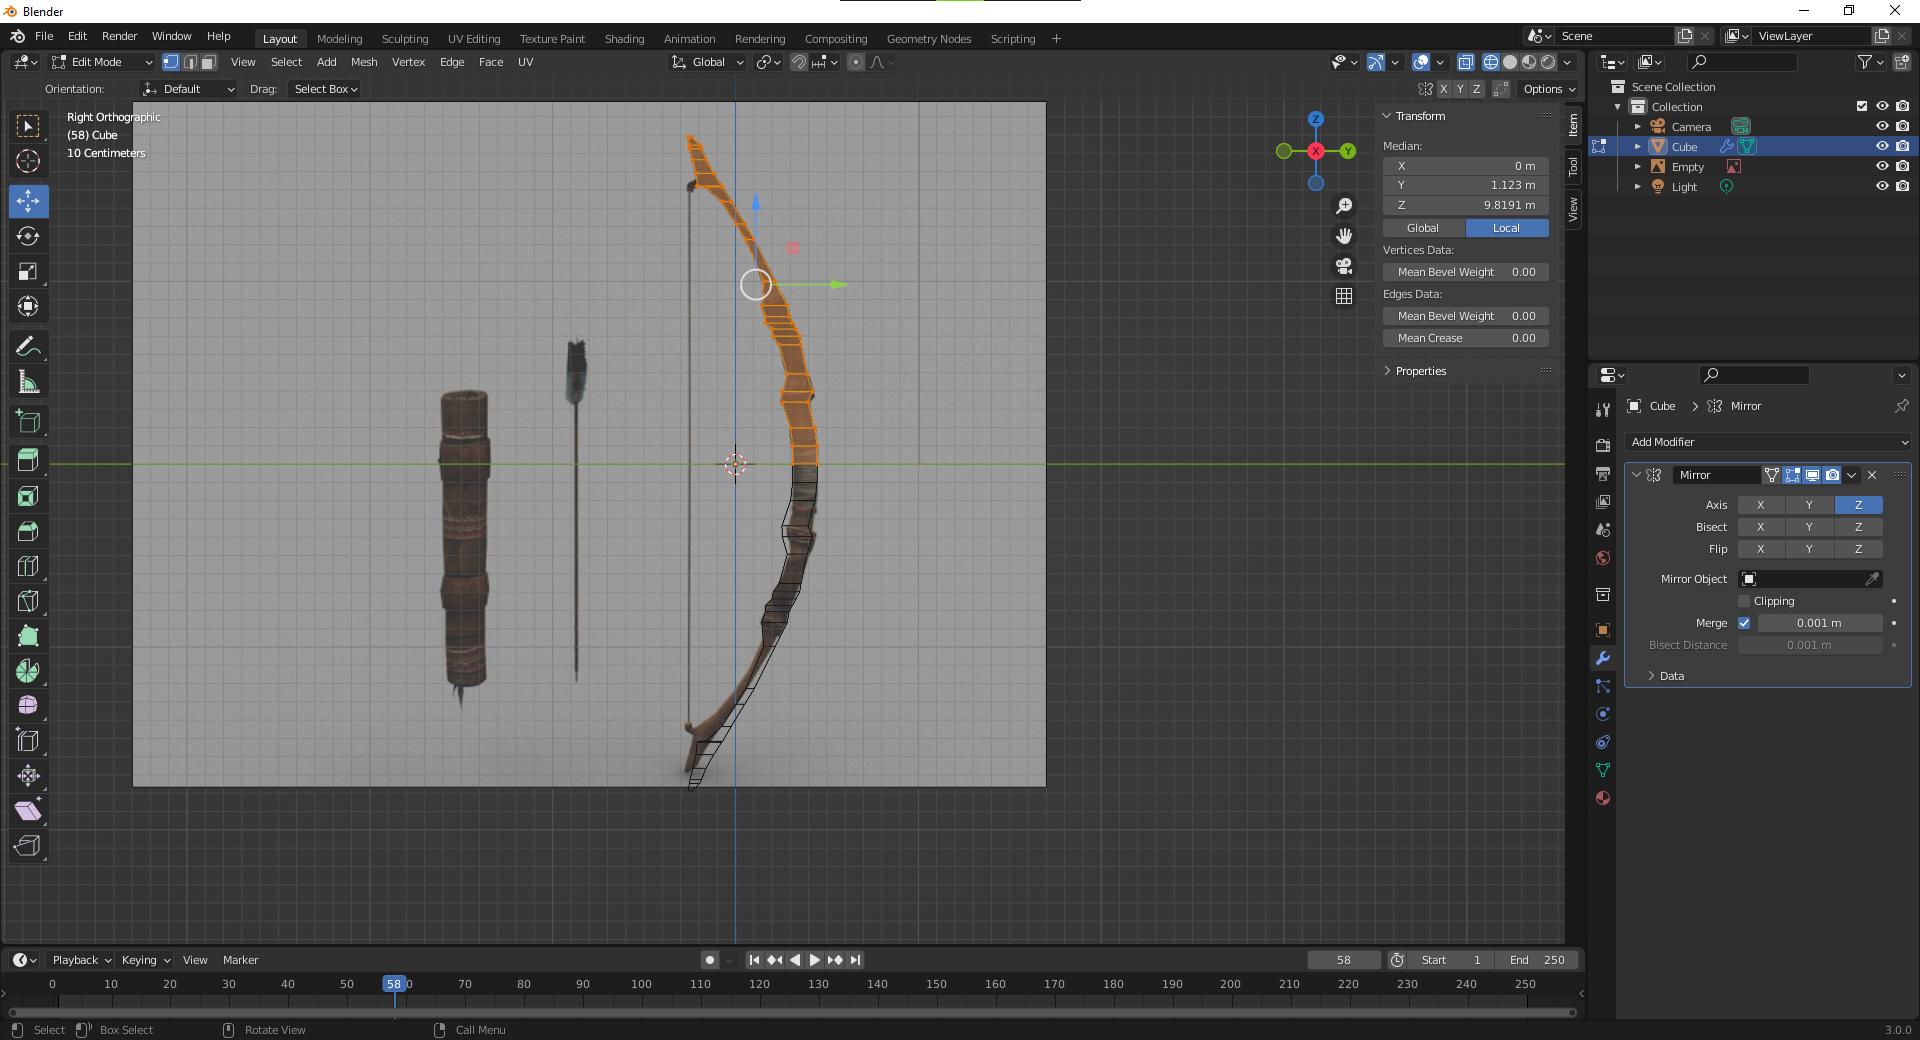 Blender
File Edit Render Window Help
Layout Modeling Sculpting UV Editing Texture Paint Shading Animation Rendering Compositing Geometry Nodes Scripting +
Scene ViewLayer
Edit Mode View Select Add Mesh Vertex Edge Face UV Global
Orientation: Default Drag: Select Box X Y Z Options
Right Orthographic
(58) Cube
10 Centimeters
Z
X
Y
Transform
Median:
X 0 m
Y 1.123 m
Z 9.8191 m
Global Local
Vertices Data:
Mean Bevel Weight 0.00
Edges Data:
Mean Bevel Weight 0.00
Mean Crease 0.00
Properties
Item
Tool
View
Scene Collection
Collection
Camera
Cube
Empty
Light
Cube Mirror
Add Modifier
Mirror
Axis X Y Z
Bisect X Y Z
Flip X Y Z
Mirror Object
Clipping
Merge 0.001 m
Bisect Distance 0.001 m
Data
Playback Keying View Marker 58 Start 1 End 250
0 10 20 30 40 50 58 0 70 80 90 100 110 120 130 140 150 160 170 180 190 200 210 220 230 240 250
Select Box Select Rotate View Call Menu 3.0.0